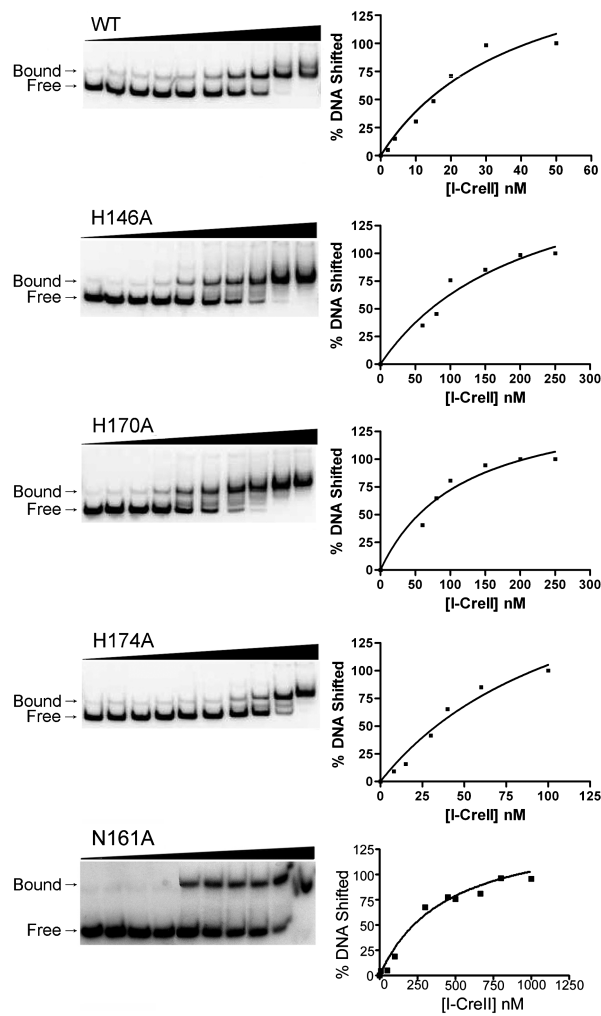 WT
Bound→
Free→
% DNA Shifted
125
100
75
50
25
0
0 10 20 30 40 50 60
[I-CreII] nM
H146A
Bound→
Free→
% DNA Shifted
125
100
75
50
25
0
0 50 100 150 200 250 300
[I-CreII] nM
H170A
Bound→
Free→
% DNA Shifted
125
100
75
50
25
0
0 50 100 150 200 250 300
[I-CreII] nM
H174A
Bound→
Free→
% DNA Shifted
125
100
75
50
25
0
0 25 50 75 100 125
[I-CreII] nM
N161A
Bound→
Free→
% DNA Shifted
125
100
75
50
25
0
0 250 500 750 1000 1250
[I-CreII] nM